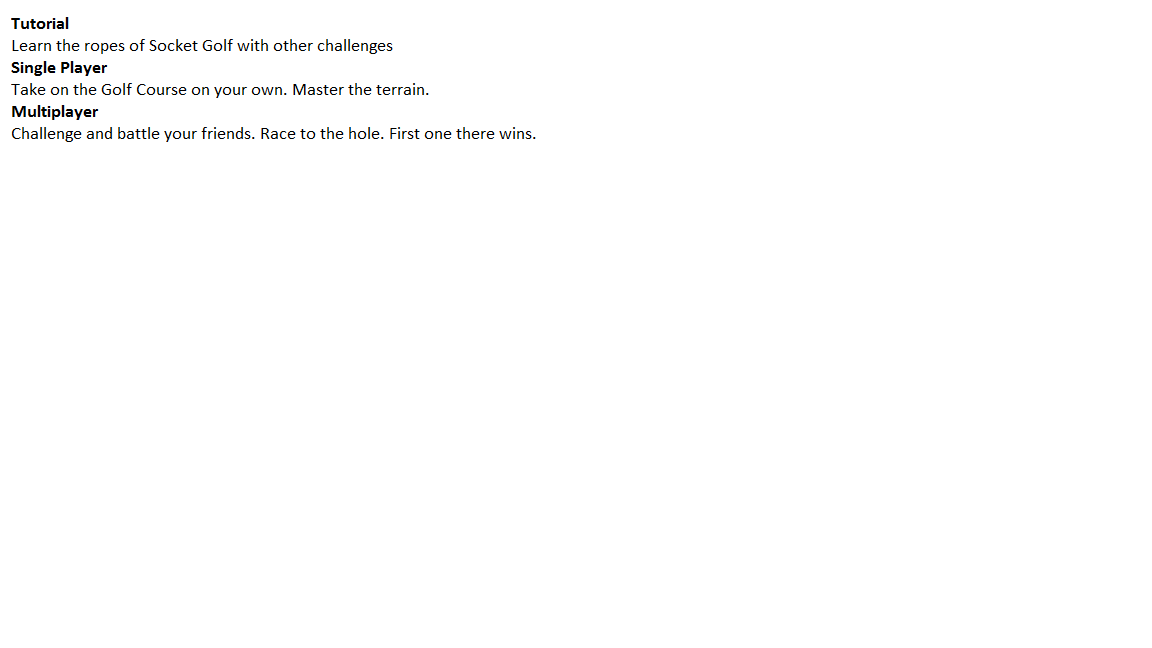 Tutorial
Learn the ropes of Socket Golf with other challenges
Single Player
Take on the Golf Course on your own. Master the terrain.
Multiplayer
Challenge and battle your friends. Race to the hole. First one there wins.